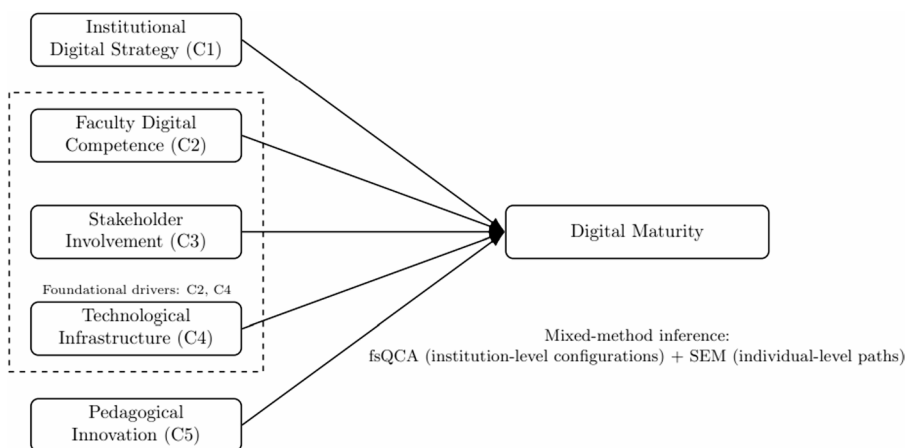 Institutional
Digital Strategy (C1)
Faculty Digital
Competence (C2)
Stakeholder
Involvement (C3)
Foundational drivers: C2, C4
Technological
Infrastructure (C4)
Pedagogical
Innovation (C5)
Digital Maturity
Mixed-method inference:
fsQCA (institution-level configurations) + SEM (individual-level paths)